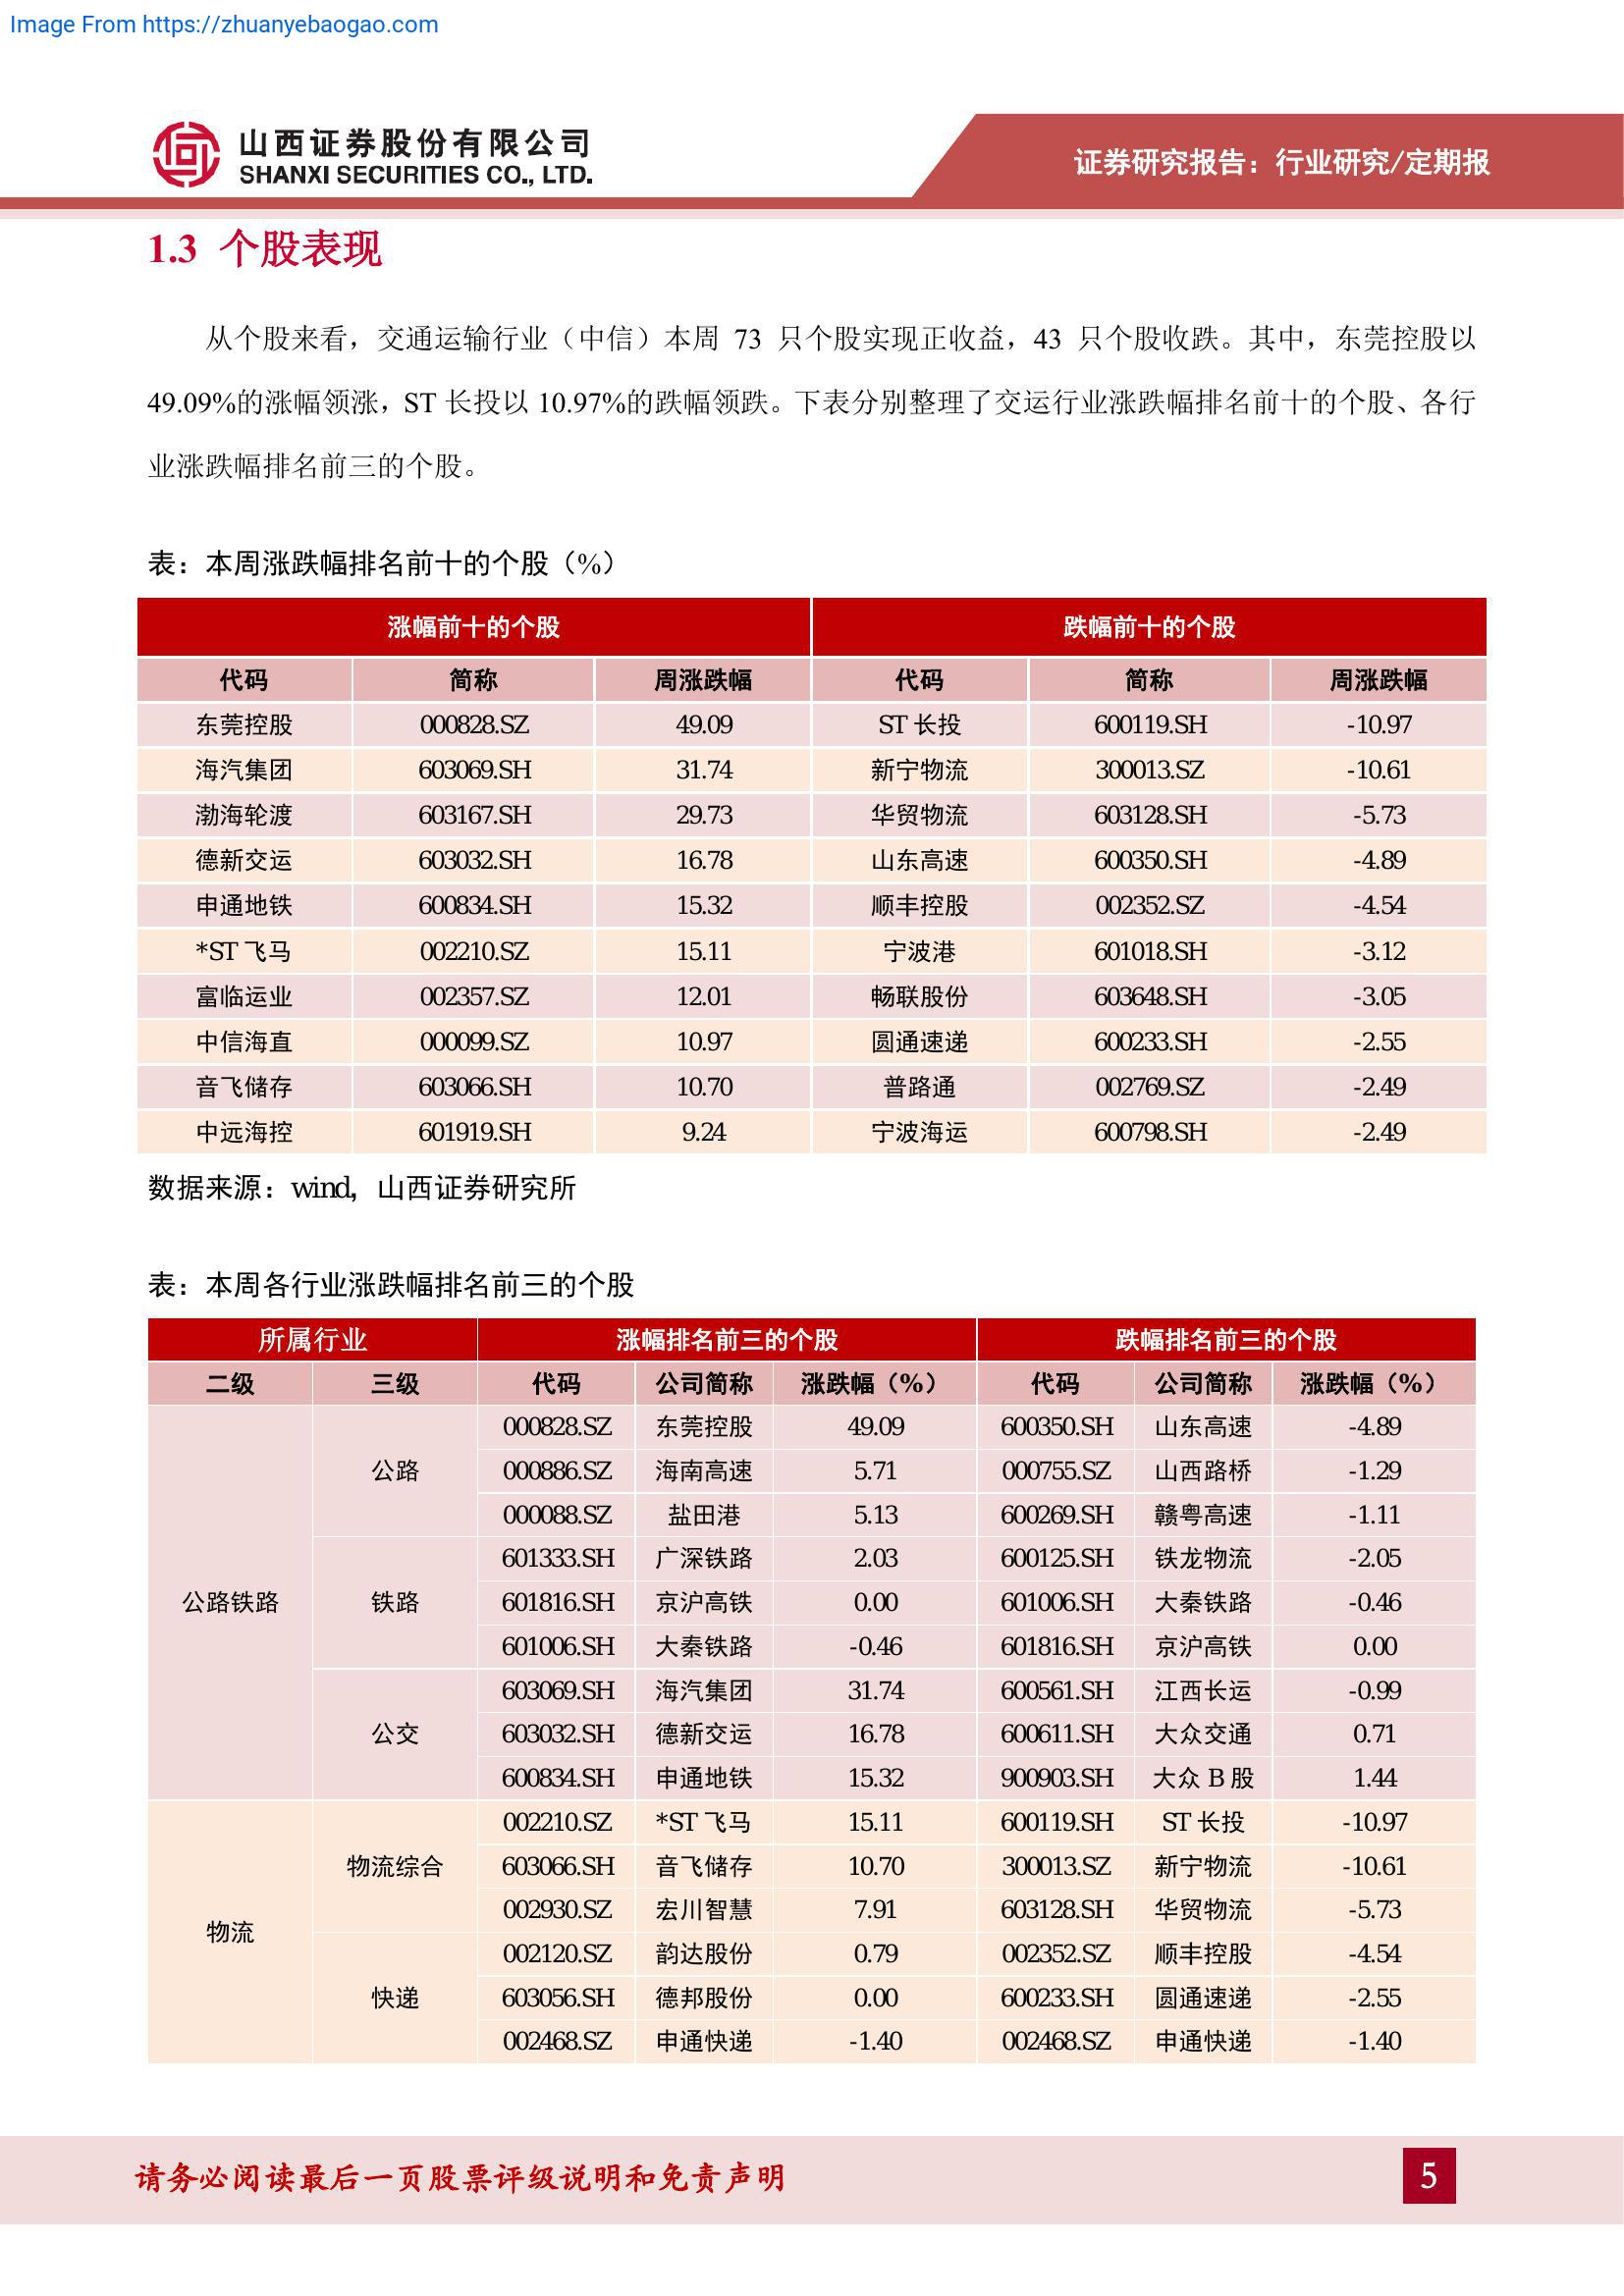 Image From https://zhuanyebaogao.com
山西证券股份有限公司
SHANXI SECURITIES CO., LTD.
证券研究报告：行业研究/定期报
1.3 个股表现
从个股来看，交通运输行业（中信）本周 73 只个股实现正收益，43 只个股收跌。其中，东莞控股以
49.09%的涨幅领涨，ST 长投以 10.97%的跌幅领跌。下表分别整理了交运行业涨跌幅排名前十的个股、各行
业涨跌幅排名前三的个股。
表：本周涨跌幅排名前十的个股（%）
涨幅前十的个股 跌幅前十的个股
代码 简称 周涨跌幅 代码 简称 周涨跌幅
东莞控股 000828.SZ 49.09 ST 长投 600119.SH -10.97
海汽集团 603069.SH 31.74 新宁物流 300013.SZ -10.61
渤海轮渡 603167.SH 29.73 华贸物流 603128.SH -5.73
德新交运 603032.SH 16.78 山东高速 600350.SH -4.89
申通地铁 600834.SH 15.32 顺丰控股 002352.SZ -4.54
*ST 飞马 002210.SZ 15.11 宁波港 601018.SH -3.12
富临运业 002357.SZ 12.01 畅联股份 603648.SH -3.05
中信海直 000099.SZ 10.97 圆通速递 600233.SH -2.55
音飞储存 603066.SH 10.70 普路通 002769.SZ -2.49
中远海控 601919.SH 9.24 宁波海运 600798.SH -2.49
数据来源：wind，山西证券研究所
表：本周各行业涨跌幅排名前三的个股
所属行业 涨幅排名前三的个股 跌幅排名前三的个股
二级 三级 代码 公司简称 涨跌幅（%） 代码 公司简称 涨跌幅（%）
公路铁路 公路 000828.SZ 东莞控股 49.09 600350.SH 山东高速 -4.89
000886.SZ 海南高速 5.71 000755.SZ 山西路桥 -1.29
000088.SZ 盐田港 5.13 600269.SH 赣粤高速 -1.11
铁路 601333.SH 广深铁路 2.03 600125.SH 铁龙物流 -2.05
601816.SH 京沪高铁 0.00 601006.SH 大秦铁路 -0.46
601006.SH 大秦铁路 -0.46 601816.SH 京沪高铁 0.00
公交 603069.SH 海汽集团 31.74 600561.SH 江西长运 -0.99
603032.SH 德新交运 16.78 600611.SH 大众交通 0.71
600834.SH 申通地铁 15.32 900903.SH 大众 B 股 1.44
物流 物流综合 002210.SZ *ST 飞马 15.11 600119.SH ST 长投 -10.97
603066.SH 音飞储存 10.70 300013.SZ 新宁物流 -10.61
002930.SZ 宏川智慧 7.91 603128.SH 华贸物流 -5.73
快递 002120.SZ 韵达股份 0.79 002352.SZ 顺丰控股 -4.54
603056.SH 德邦股份 0.00 600233.SH 圆通速递 -2.55
002468.SZ 申通快递 -1.40 002468.SZ 申通快递 -1.40
请务必阅读最后一页股票评级说明和免责声明 5